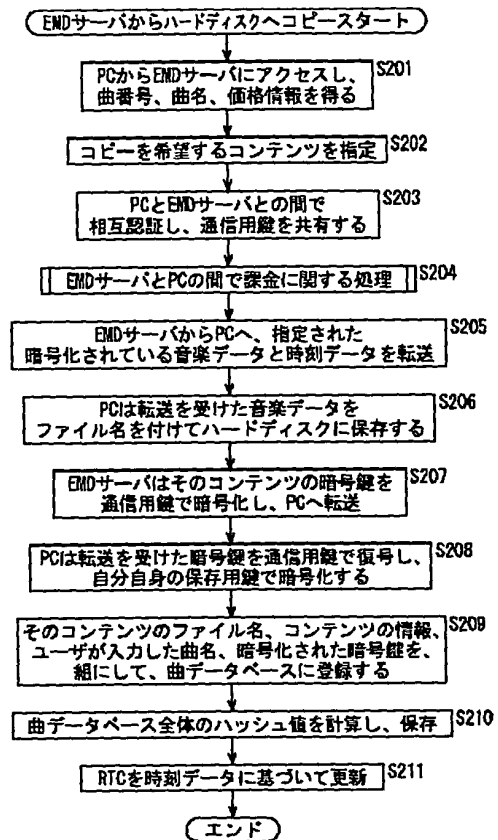 EMDサーバからハードディスクへコピースタート
PCからEMDサーバにアクセスし、
曲番号、曲名、価格情報を得る
S201
コピーを希望するコンテンツを指定
S202
PCとEMDサーバとの間で
相互認証し、通信用鍵を共有する
S203
EMDサーバとPCの間で課金に関する処理
S204
EMDサーバからPCへ、指定された
暗号化されている音楽データと時刻データを転送
S205
PCは転送を受けた音楽データを
ファイル名を付けてハードディスクに保存する
S206
EMDサーバはそのコンテンツの暗号鍵を
通信用鍵で暗号化し、PCへ転送
S207
PCは転送を受けた暗号鍵を通信用鍵で復号し、
自分自身の保存用鍵で暗号化する
S208
そのコンテンツのファイル名、コンテンツの情報、
ユーザが入力した曲名、暗号化された暗号鍵を、
組にして、曲データベースに登録する
S209
曲データベース全体のハッシュ値を計算し、保存
S210
RTCを時刻データに基づいて更新
S211
エンド